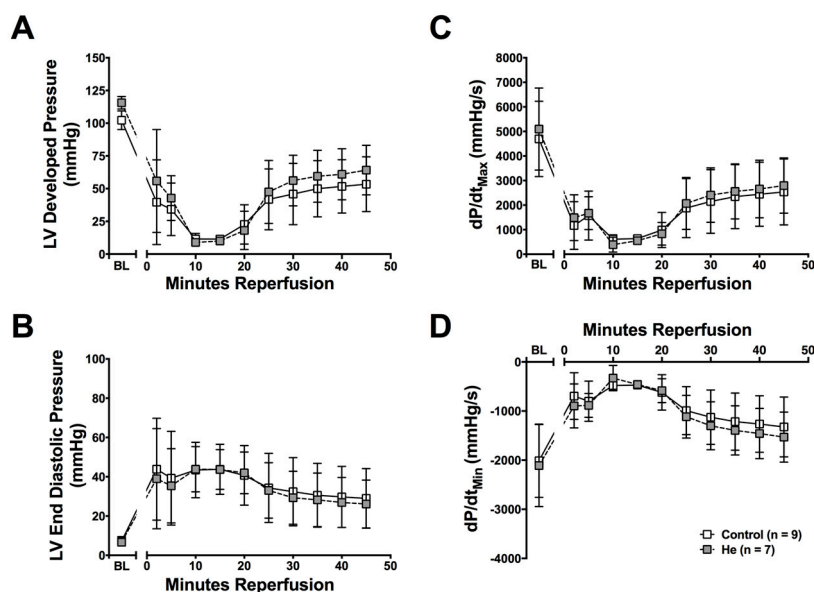 A
LV Developed Pressure
(mmHg)
150
125
100
75
50
25
0
BL
0
10
20
30
40
50
Minutes Reperfusion
B
LV End Diastolic Pressure
(mmHg)
100
80
60
40
20
0
BL
0
10
20
30
40
50
Minutes Reperfusion
C
dP/dtMax (mmHg/s)
8000
7000
6000
5000
4000
3000
2000
1000
0
BL
0
10
20
30
40
50
Minutes Reperfusion
D
Minutes Reperfusion
BL
0
10
20
30
40
50
dP/dtMin (mmHg/s)
0
-1000
-2000
-3000
-4000
Control (n = 9)
He (n = 7)